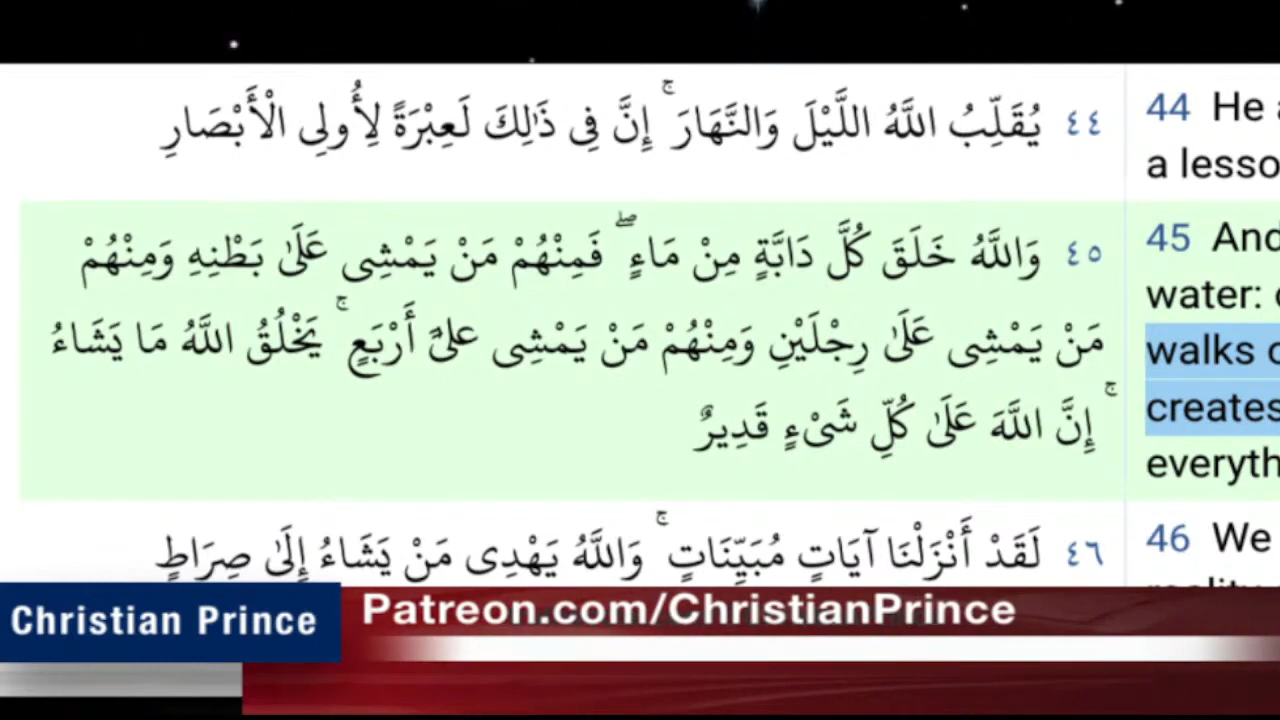 ٤٤ يُقَلِّبُ اللَّهُ اللَّيْلَ وَالنَّهَارَ ۚ إِنَّ فِى ذَٰلِكَ لَعِبْرَةً لِأُولِى الْأَبْصَارِ
44 He
a lesso
٤٥ وَاللَّهُ خَلَقَ كُلَّ دَابَّةٍ مِنْ مَاءٍ ۖ فَمِنْهُمْ مَنْ يَمْشِى عَلَىٰ بَطْنِهِ وَمِنْهُمْ
مَنْ يَمْشِى عَلَىٰ رِجْلَيْنِ وَمِنْهُمْ مَنْ يَمْشِى عَلىٌ أَرْبَعٍ ۚ يَخْلُقُ اللَّهُ مَا يَشَاءُ
ۚ إِنَّ اللَّهَ عَلَىٰ كُلِّ شَىْءٍ قَدِيرٌ
45 And
water:
walks
creates
everyth
٤٦ لَقَدْ أَنْزَلْنَا آيَاتٍ مُبَيِّنَاتٍ ۚ وَاللَّهُ يَهْدِى مَنْ يَشَاءُ إِلَىٰ صِرَاطٍ
46 We
Christian Prince
Patreon.com/ChristianPrince